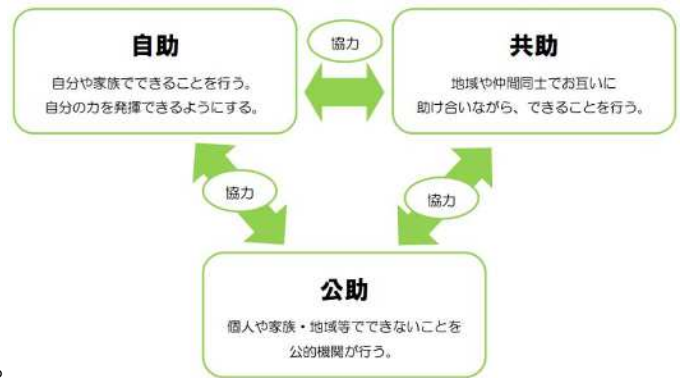 自助
自分や家族でできることを行う。
自分の力を発揮できるようにする。
協力
共助
地域や仲間同士でお互いに
助け合いながら、できることを行う。
協力
協力
公助
個人や家族・地域等でできないことを
公的機関が行う。
。